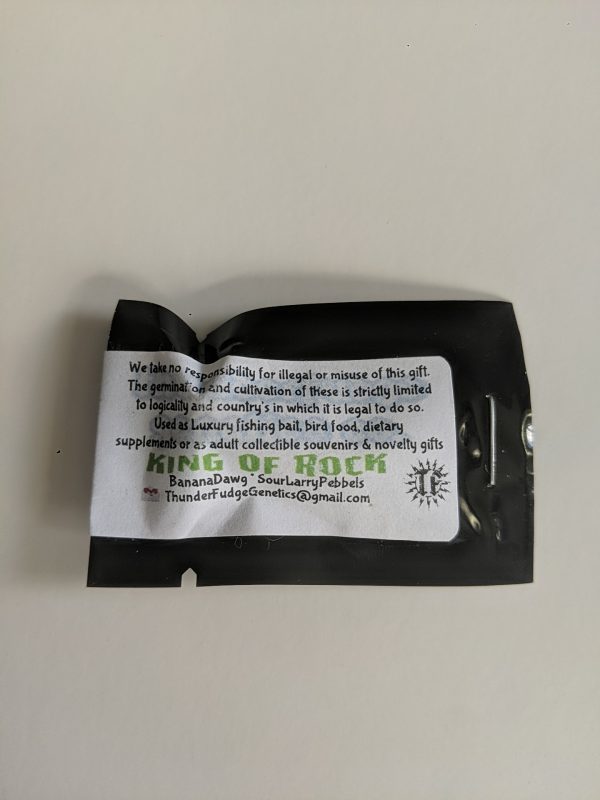 We take no responsibility for illegal or misuse of this gift.
The germination and cultivation of these is strictly limited
to logicality and country's in which it is legal to do so.
Used as Luxury fishing bait, bird food, dietary
supplements or as adult collectible souvenirs & novelty gifts
KING OF ROCK
BananaDawg * SourLarryPebbels
ThunderFudgeGenetics@gmail.com
TF